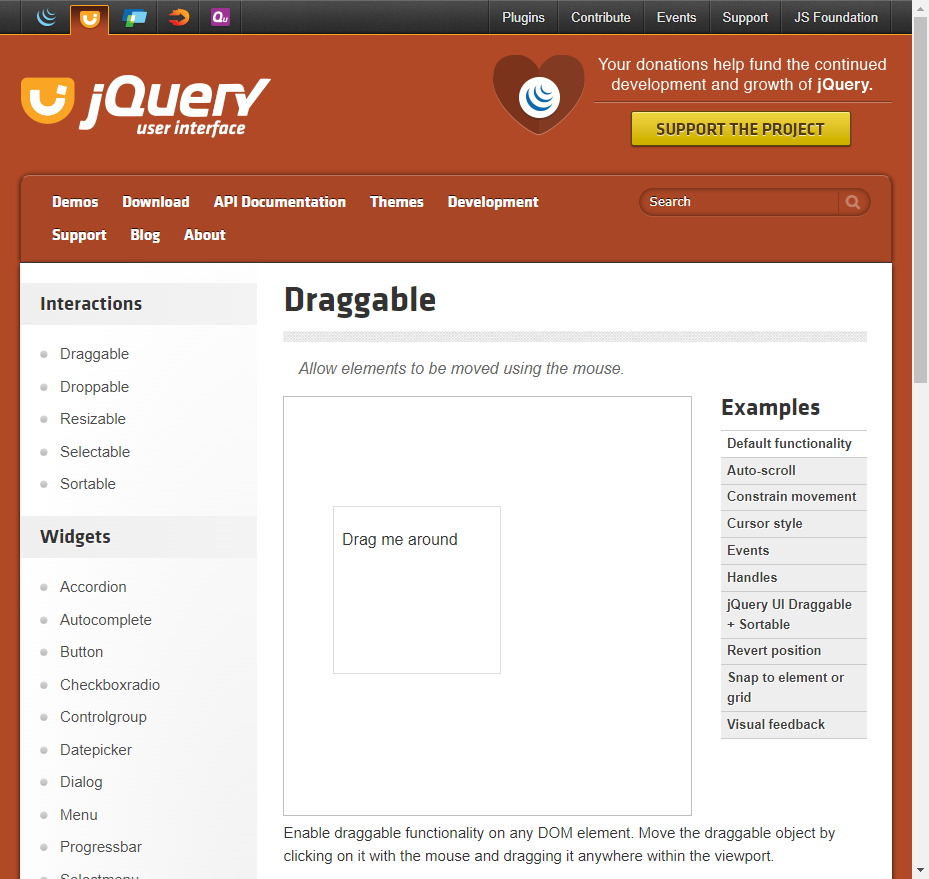 Plugins
Contribute
Events
Support
JS Foundation
Qu
jQuery
user interface
Your donations help fund the continued
development and growth of jQuery.
SUPPORT THE PROJECT
Demos
Download
API Documentation
Themes
Development
Search
Support
Blog
About
Interactions
Draggable
Droppable
Resizable
Selectable
Sortable
Widgets
Accordion
Autocomplete
Button
Checkboxradio
Controlgroup
Datepicker
Dialog
Menu
Progressbar
Selectmenu
Draggable
Allow elements to be moved using the mouse.
Drag me around
Examples
Default functionality
Auto-scroll
Constrain movement
Cursor style
Events
Handles
jQuery UI Draggable
+ Sortable
Revert position
Snap to element or
grid
Visual feedback
Enable draggable functionality on any DOM element. Move the draggable object by
clicking on it with the mouse and dragging it anywhere within the viewport.